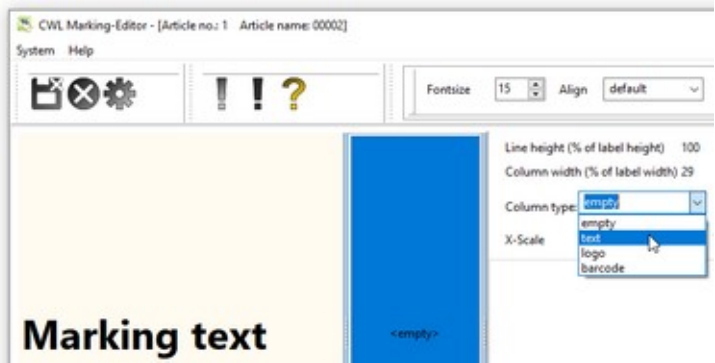 CWL Marking-Editor - [Article no.: 1 Article name: 00002]
System Help
Fontsize 15 Align default
Line height (% of label height) 100
Column width (% of label width) 29
Column type: empty
empty
text
X-Scale
logo
barcode
Marking text
<empty>